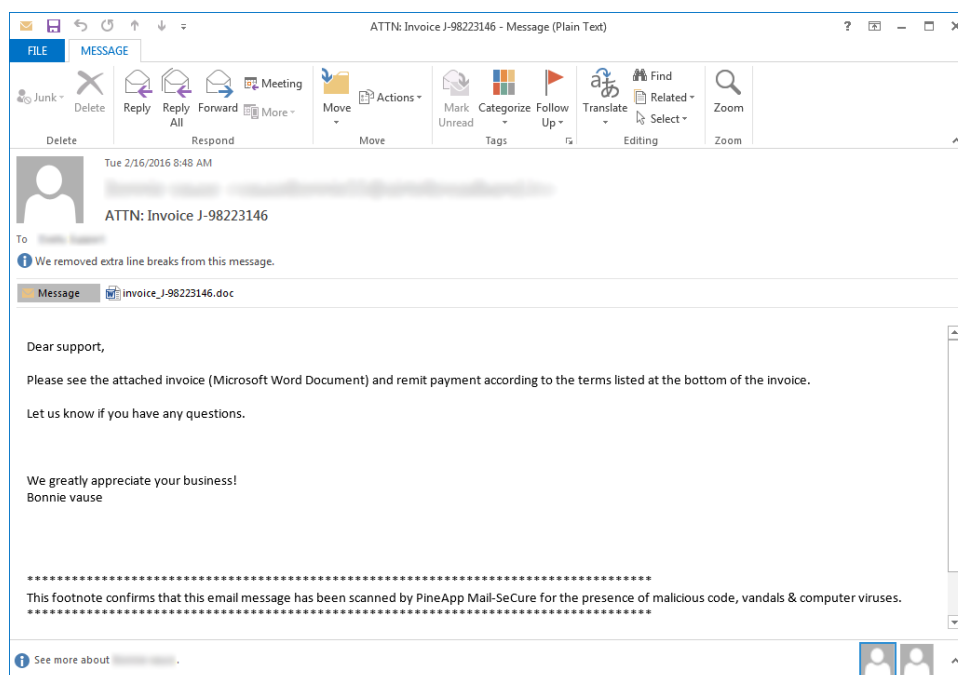 ATTN: Invoice J-98223146 - Message (Plain Text)
?
FILE MESSAGE
Junk
Delete
Reply
Reply All
Forward
Meeting
More
Move
Actions
Mark Unread
Categorize
Follow Up
Translate
Find
Related
Select
Zoom
Delete Respond Move Tags Editing Zoom
Tue 2/16/2016 8:48 AM
ATTN: Invoice J-98223146
To
We removed extra line breaks from this message.
Message invoice_J-98223146.doc
Dear support,
Please see the attached invoice (Microsoft Word Document) and remit payment according to the terms listed at the bottom of the invoice.
Let us know if you have any questions.
We greatly appreciate your business!
Bonnie vause
************************************************************************************
This footnote confirms that this email message has been scanned by PineApp Mail-SeCure for the presence of malicious code, vandals & computer viruses.
************************************************************************************
See more about